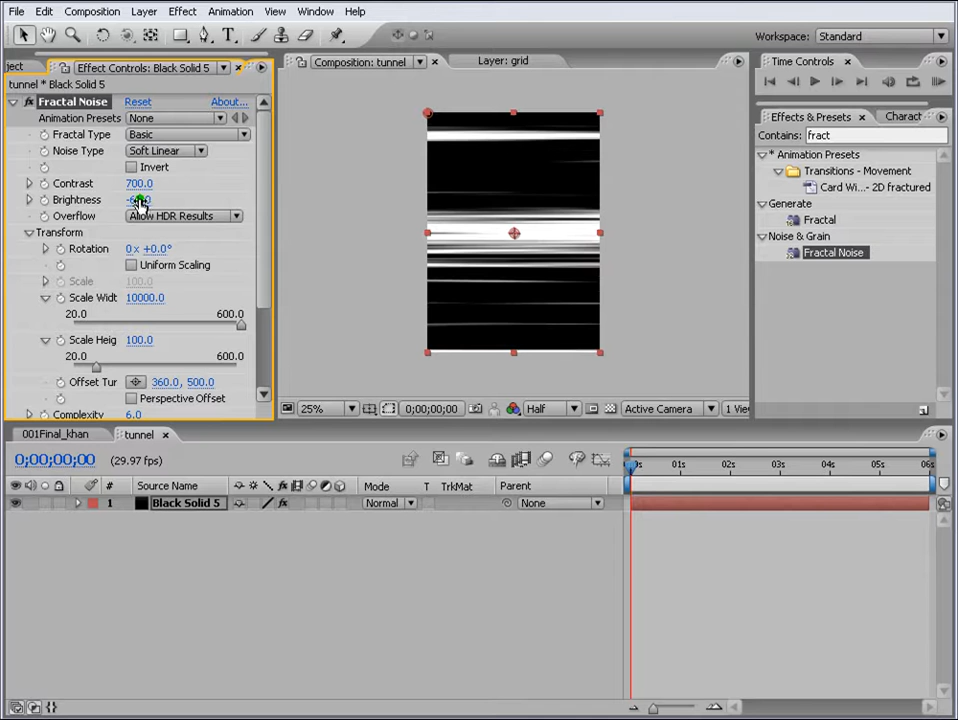 File Edit Composition Layer Effect Animation View Window Help
Workspace: Standard
ject Effect Controls: Black Solid 5
tunnel * Black Solid 5
Fractal Noise Reset About...
Animation Presets None
Fractal Type Basic
Noise Type Soft Linear
Invert
Contrast 700.0
Brightness
Overflow Allow HDR Results
Transform
Rotation 0x +0.0°
Uniform Scaling
Scale 100.0
Scale Widt 10000.0
20.0 600.0
Scale Heig 100.0
20.0 600.0
Offset Tur 360.0, 500.0
Perspective Offset
Complexity 6.0
Composition: tunnel Layer: grid
25% 0;00;00;00 Half Active Camera 1 Vie
Time Controls
Effects & Presets Charact
Contains: fract
* Animation Presets
Transitions - Movement
Card Wi...- 2D fractured
Generate
Fractal
Noise & Grain
Fractal Noise
001Final_khan tunnel
0;00;00;00 (29.97 fps)
# Source Name Mode T TrkMat Parent
1 Black Solid 5 Normal None
01s 02s 03s 04s 05s 06s